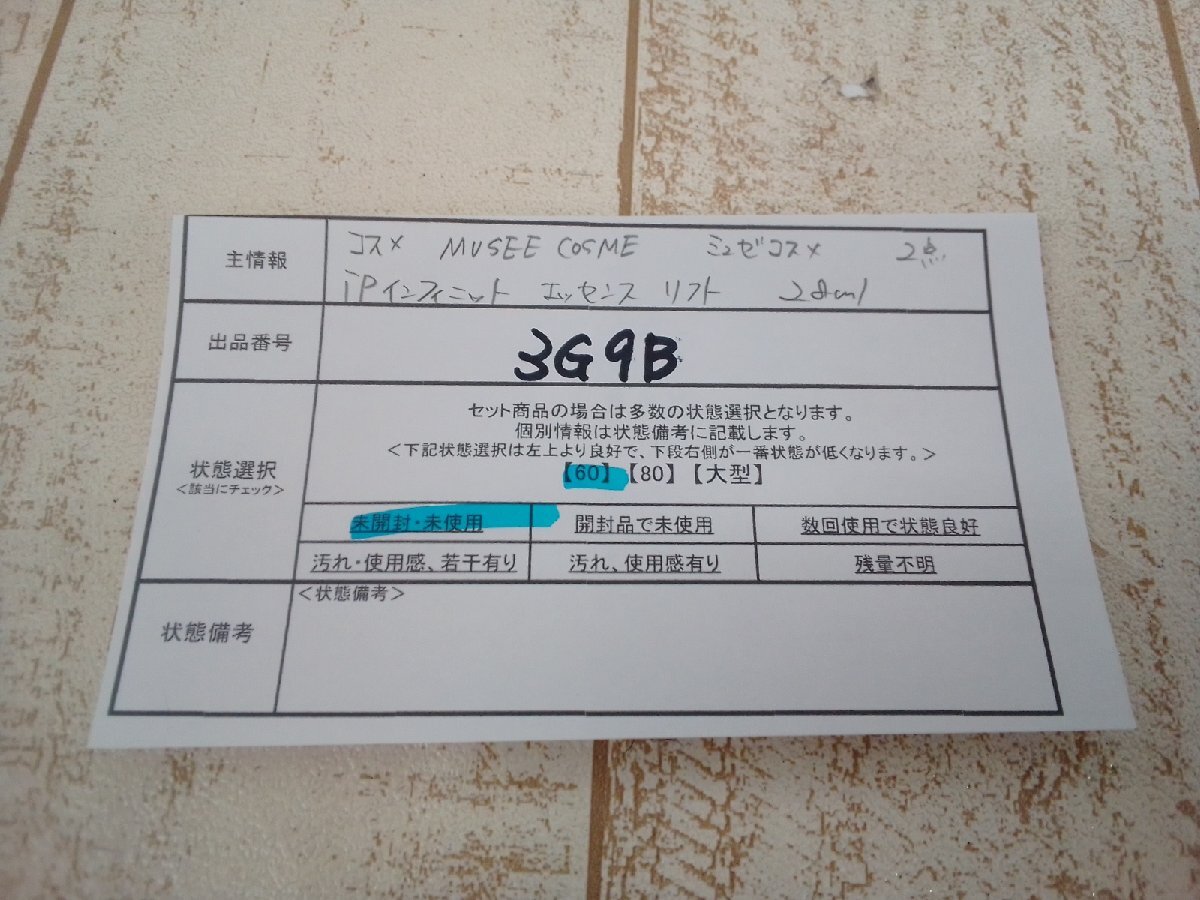 主情報
コスメ MUSEE COSME ミュゼコスメ 2点
iPインフィニット エッセンス リフト 28ml
出品番号
3G9B
状態選択
<該当にチェック>
セット商品の場合は多数の状態選択となります。
個別情報は状態備考に記載します。
<下記状態選択は左上より良好で、下段右側が一番状態が低くなります。>
【60】【80】【大型】
未開封・未使用 開封品で未使用 数回使用で状態良好
汚れ・使用感、若干有り 汚れ、使用感有り 残量不明
状態備考
<状態備考>